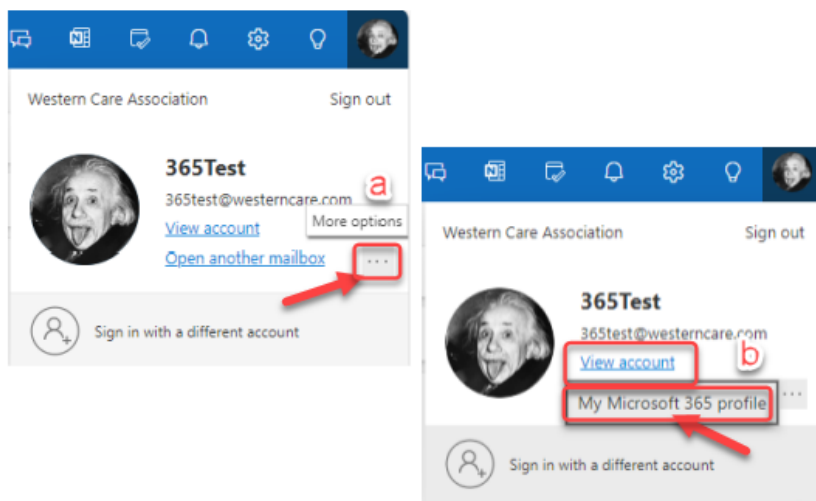 Western Care Association Sign out
365Test
a
365test@westerncare.com
View account
More options
Open another mailbox
...
Sign in with a different account
Western Care Association Sign out
365Test
365test@westerncare.com
b
View account
My Microsoft 365 profile
...
Sign in with a different account